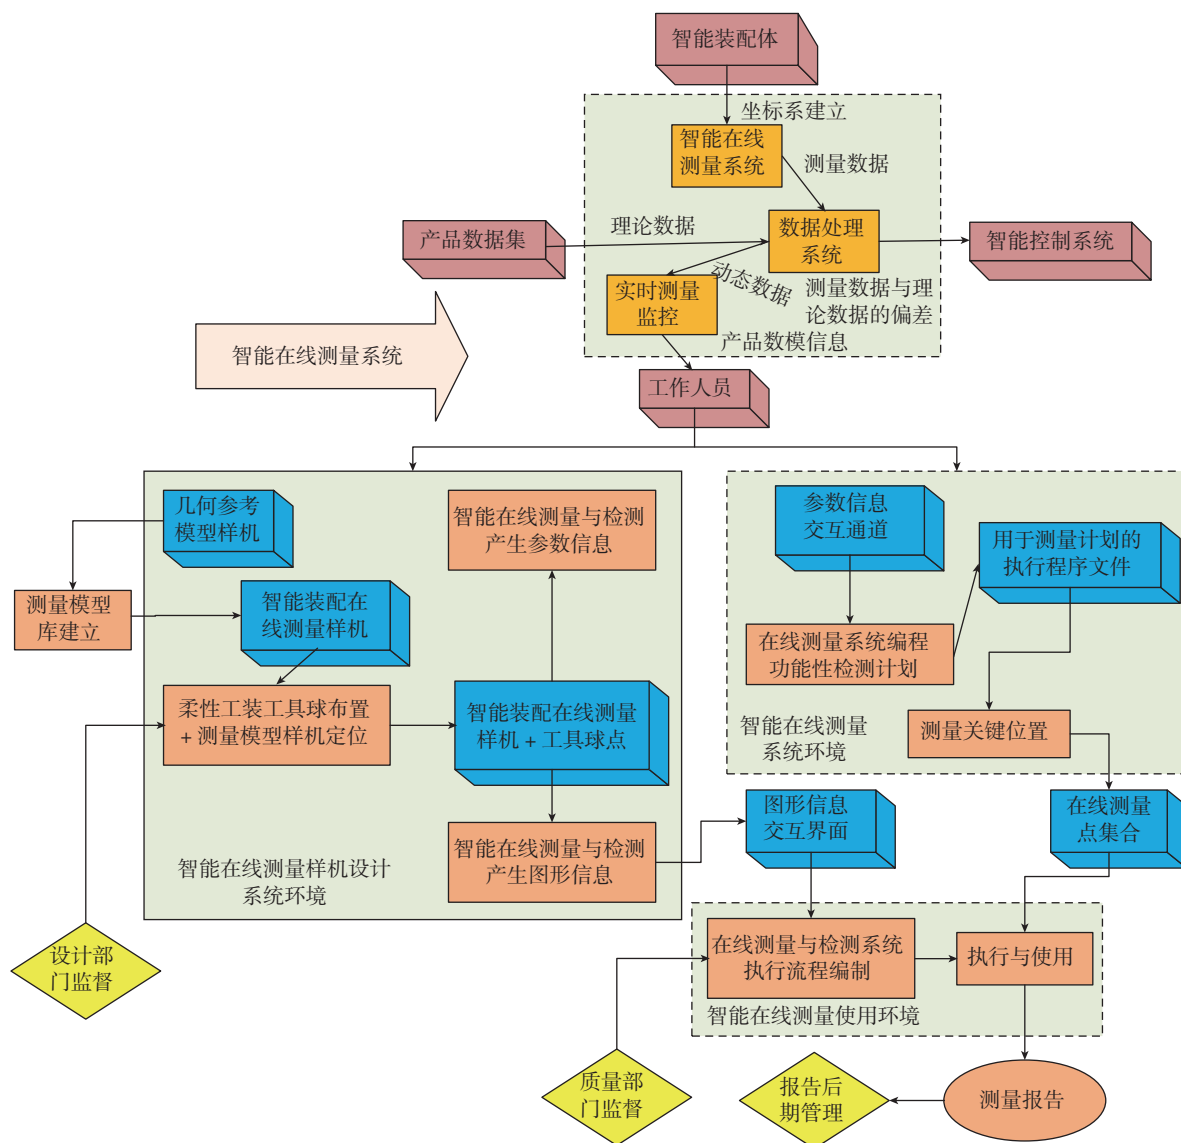 智能装配体
坐标系建立
智能在线
测量系统
测量数据
产品数据集
理论数据
数据处理
系统
智能控制系统
动态数据
实时测量
监控
测量数据与理
论数据的偏差
产品数模信息
智能在线测量系统
工作人员
几何参考
模型样机
智能在线测量与检测
产生参数信息
参数信息
交互通道
用于测量计划的
执行程序文件
测量模型
库建立
智能装配在
线测量样机
在线测量系统编程
功能性检测计划
柔性工装工具球布置
+ 测量模型样机定位
智能装配在线测量
样机 + 工具球点
智能在线测量
系统环境
测量关键位置
智能在线测量样机设计
系统环境
智能在线测量与检测
产生图形信息
图形信息
交互界面
在线测量
点集合
设计部
门监督
在线测量与检测系统
执行流程编制
执行与使用
智能在线测量使用环境
质量部
门监督
报告后
期管理
测量报告